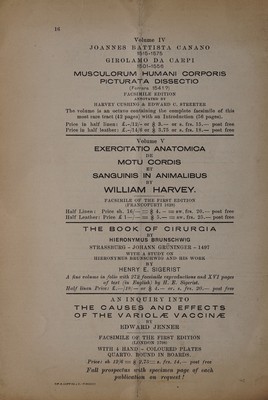 16
Volume IV
JOANNES BATTISTA CANANO
1515-1575
GIROLAMO DA CARPI
1501-1556
MUSCULORUM HUMANI CORPORIS
PICTURATA DISSECTIO
(Ferrara 1541?)
FACSIMILE EDITION
ANNOTATED BY
HARVEY CUSHING & EDWARD C. STREETER
The volume is an octavo containing the complete facsimile of this
most rare tract (42 pages) with an Introduction (56 pages).
Price in half linen: £.—.12/— or $ 3.— or s. frs. 15.— post free
Price in half leather: £.—.14/6 or $ 3.75 or s. frs. 18.— post free
Volume V
EXERCITATIO ANATOMICA
DE
MOTU CORDIS
BY
SANGUINIS IN ANIMALIBUS
BY
WILLIAM HARVEY.
FACSIMILE OF THE FIRST EDITION
(FRANCOFURTI 1628)
Half Linen: Price sh. 16/— = $ 4.— = sw. frs. 20.— post free
Half Leather: Price £ 1 —.— = $ 5.— = sw. frs. 25.— post free
THE BOOK OF CIRURGIA
BY
HIERONYMUS BRUNSCHWIG
STRASSBURG - JOHANN GRÜNINGER - 1497
WITH A STUDY ON
HIERONYMUS BRUNSCHWIG AND HIS WORK
BY
HENRY E. SIGERIST
A fine volume in folio with 272 facsimile reproductions and XVI pages
of text (in English) by H. E. Sigerist.
Half linen Price: £.—/16 — or $ 4.— or. s. frs. 20.— post free
AN INQUIRY INTO
THE CAUSES AND EFFECTS
OF THE VARIOLÆ VACCINÆ
BY
EDWARD JENNER
FACSIMILE OF THE FIRST EDITION
(LONDON 1798)
WITH 4 HAND - COLOURED PLATES
QUARTO. BOUND IN BOARDS.
Price: sh 12/6 = $ 2,75= s. frs. 14.- post free
Full prospectus with specimen page of each
publication on request!